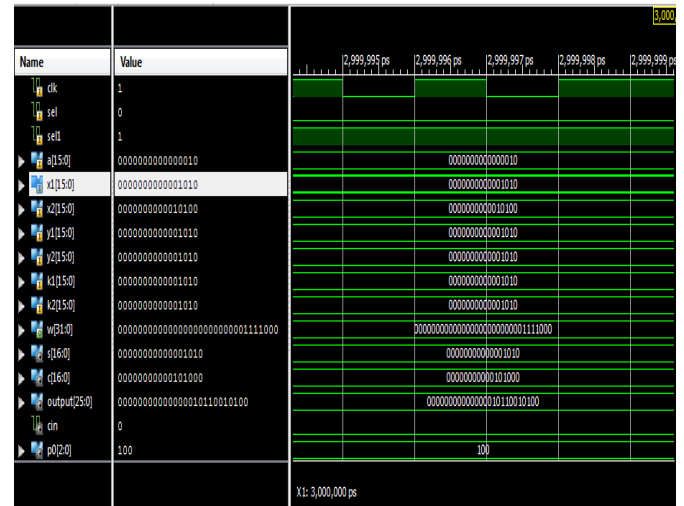 3,000,
Name Value 2,999,995 ps 2,999,996 ps 2,999,997 ps 2,999,998 ps 2,999,999 ps
clk 1
sel 0
sel1 1
a[15:0] 0000000000000010 0000000000000010
x1[15:0] 0000000000001010 0000000000001010
x2[15:0] 0000000000010100 0000000000010100
y1[15:0] 0000000000001010 0000000000001010
y2[15:0] 0000000000001010 0000000000001010
k1[15:0] 0000000000001010 0000000000001010
k2[15:0] 0000000000001010 0000000000001010
w[31:0] 00000000000000000000000001111000 00000000000000000000000001111000
s[16:0] 00000000000001010 00000000000001010
c[16:0] 00000000000101000 00000000000101000
output[25:0] 00000000000000010110010100 00000000000000010110010100
cin 0
p0[2:0] 100 100
X1: 3,000,000 ps